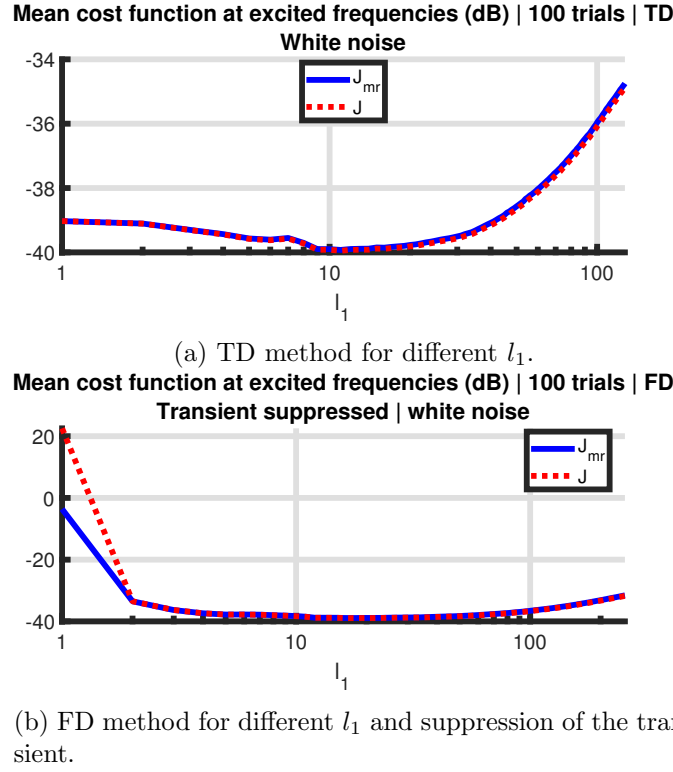 Mean cost function at excited frequencies (dB) | 100 trials | TD
White noise
-34
-36
-38
-40
J_mr
J
1
10
100
l_1
(a) TD method for different l_1.
Mean cost function at excited frequencies (dB) | 100 trials | FD
Transient suppressed | white noise
20
0
-20
-40
J_mr
J
1
10
100
l_1
(b) FD method for different l_1 and suppression of the tran
sient.